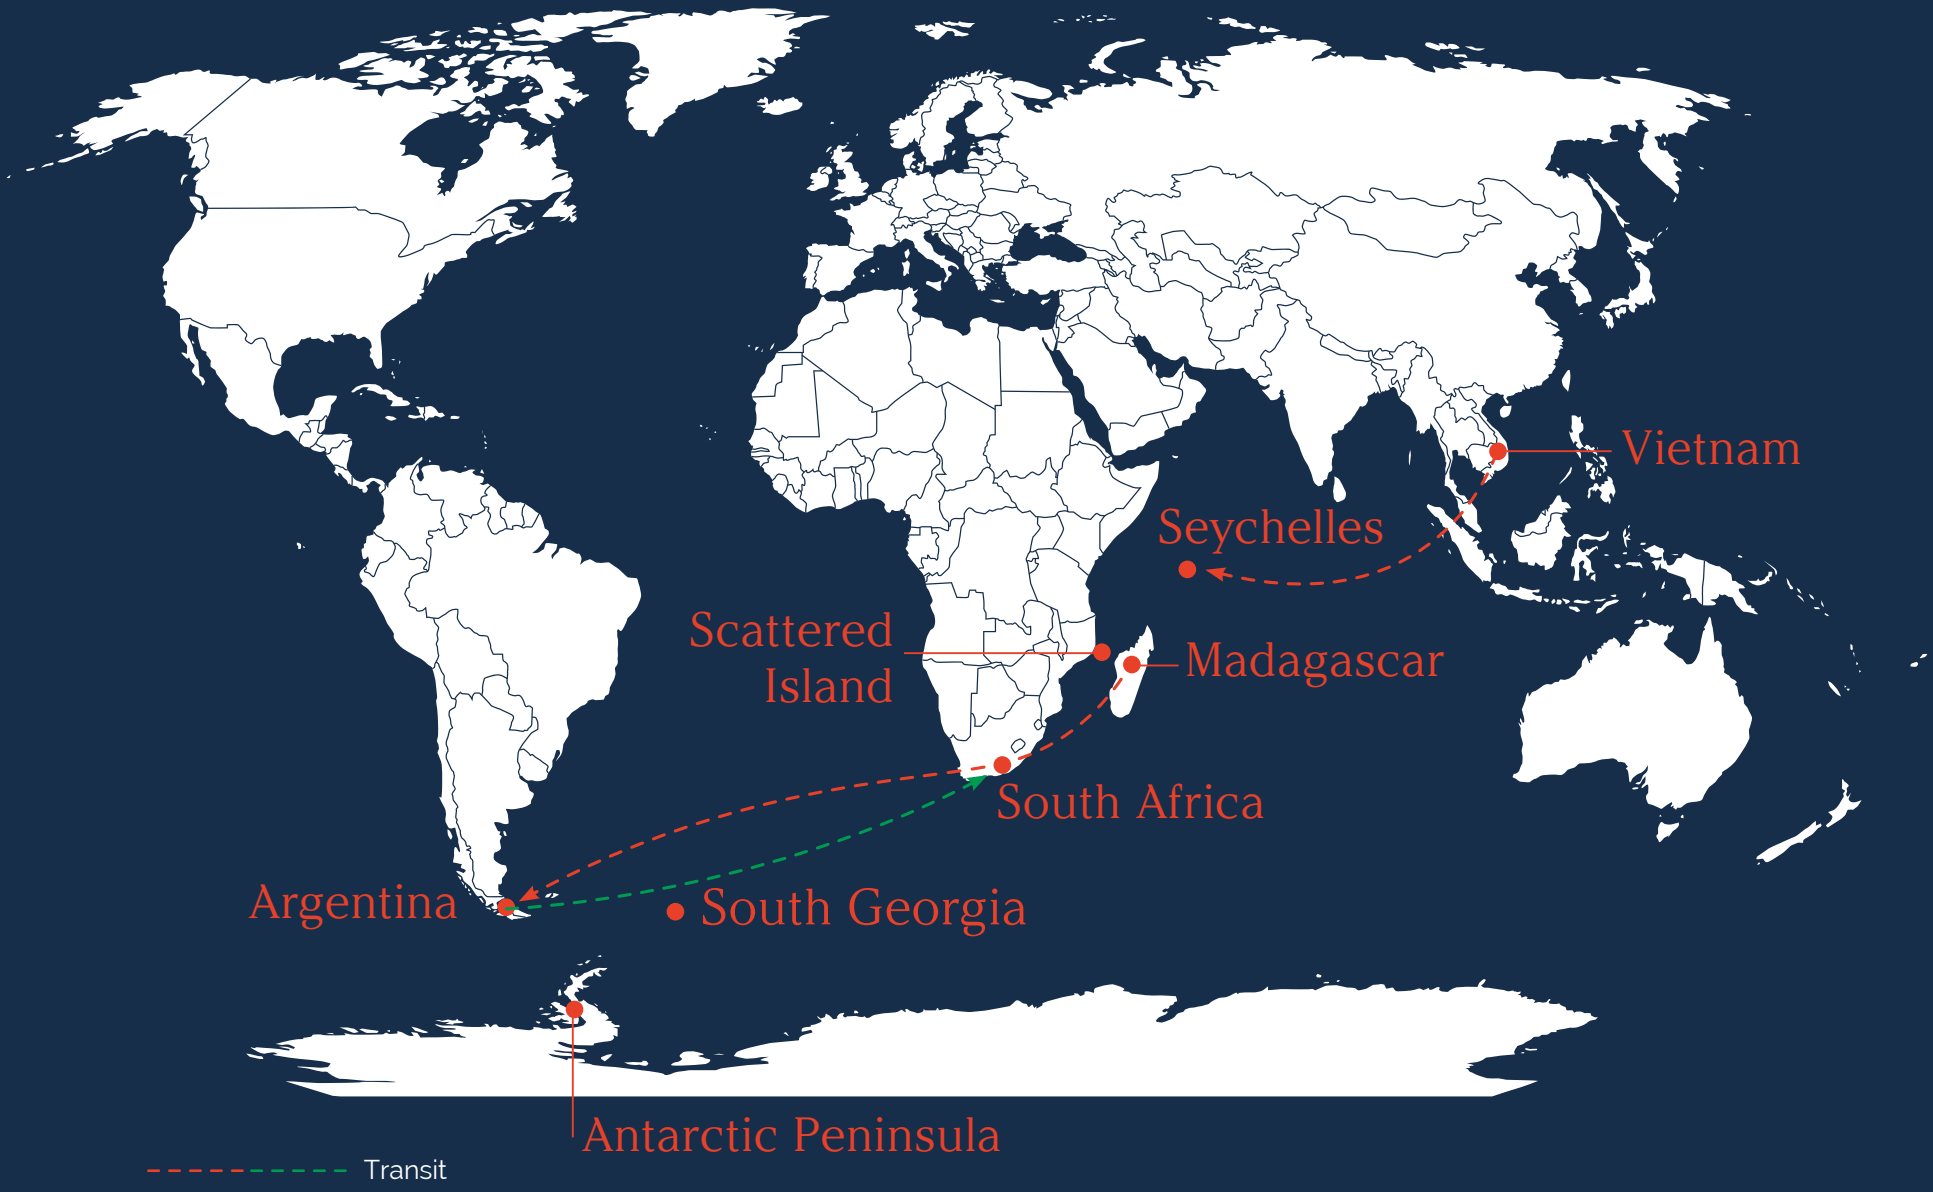 Vietnam
Seychelles
Scattered
Island
Madagascar
South Africa
Argentina
South Georgia
Antarctic Peninsula
Transit